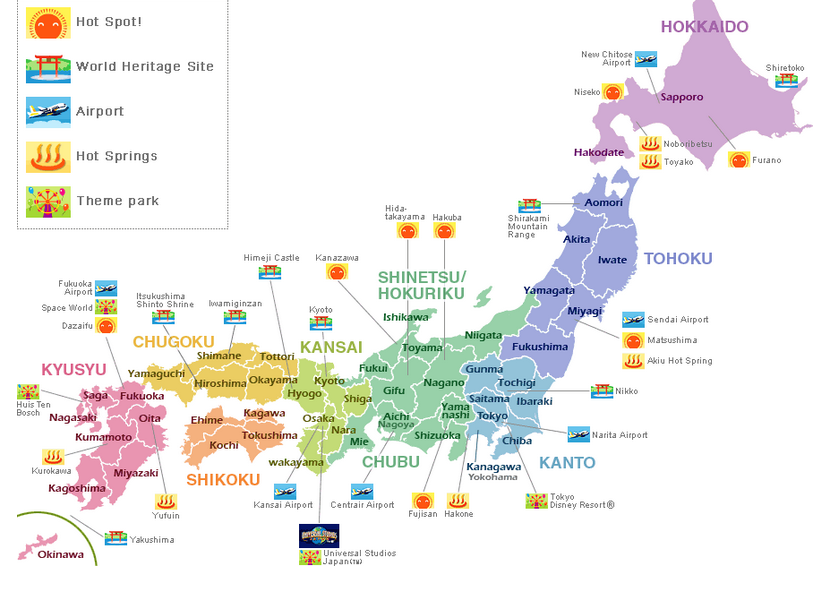 Hot Spot!
World Heritage Site
Airport
Hot Springs
Theme park
HOKKAIDO
New Chitose
Airport
Shiretoko
Niseko
Sapporo
Noboribetsu
Hakodate
Toyako
Furano
Shirakami
Mountain
Range
Aomori
Akita
Iwate
TOHOKU
Yamagata
Miyagi
Fukushima
Sendai Airport
Matsushima
Akiu Hot Spring
Hida-
takayama
Hakuba
Himeji Castle
Kanazawa
SHINETSU/
HOKURIKU
Ishikawa
Toyama
Niigata
Fukui
Gifu
Nagano
Aichi
Nagoya
Yama
nashi
Shizuoka
CHUBU
Gunma
Tochigi
Saitama
Ibaraki
Tokyo
Chiba
Kanagawa
Yokohama
KANTO
Nikko
Narita Airport
Tokyo
Disney Resort®
Fujisan
Hakone
Centrair Airport
Kyoto
KANSAI
Kyoto
Hyogo
Shiga
Osaka
Nara
Mie
wakayama
Kansai Airport
UNIVERSAL
Universal Studios
Japan(TM)
Itsukushima
Shinto Shrine
Iwamiginzan
CHUGOKU
Shimane
Tottori
Yamaguchi
Hiroshima
Okayama
Ehime
Kagawa
Kochi
Tokushima
SHIKOKU
Fukuoka
Airport
Space World
Dazaifu
KYUSYU
Huis Ten
Bosch
Saga
Fukuoka
Nagasaki
Oita
Kumamoto
Kurokawa
Miyazaki
Kagoshima
Yufuin
Yakushima
Okinawa